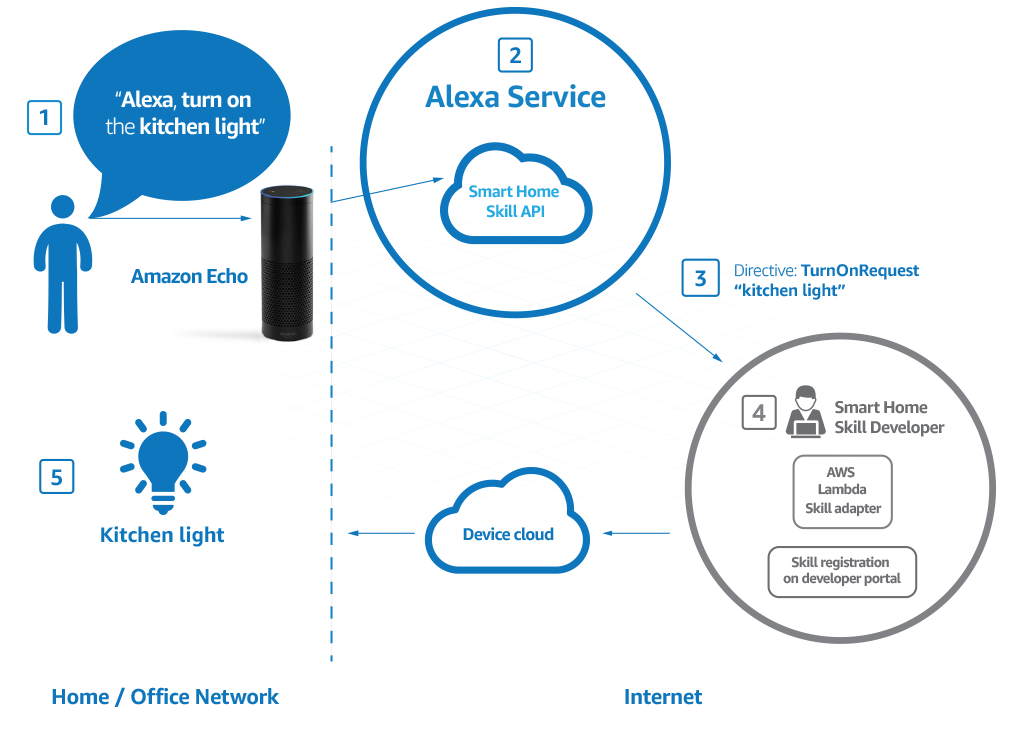 1
“Alexa, turn on
the kitchen light”
Amazon Echo
2
Alexa Service
Smart Home
Skill API
3
Directive: TurnOnRequest
“kitchen light”
4
Smart Home
Skill Developer
AWS
Lambda
Skill adapter
Skill registration
on developer portal
Device cloud
5
Kitchen light
Home / Office Network
Internet